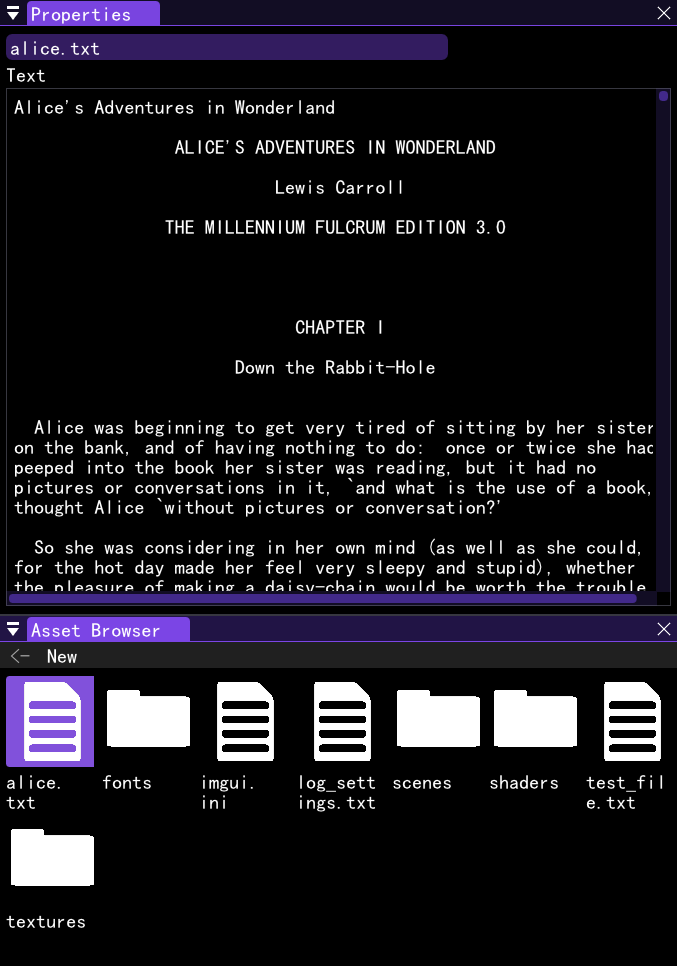 Properties
alice.txt
Text
Alice's Adventures in Wonderland
ALICE'S ADVENTURES IN WONDERLAND
Lewis Carroll
THE MILLENNIUM FULCRUM EDITION 3.0
CHAPTER I
Down the Rabbit-Hole
Alice was beginning to get very tired of sitting by her sister
on the bank, and of having nothing to do:  once or twice she had
peeped into the book her sister was reading, but it had no
pictures or conversations in it, `and what is the use of a book,
thought Alice `without pictures or conversation?'
So she was considering in her own mind (as well as she could,
for the hot day made her feel very sleepy and stupid), whether
the pleasure of making a daisy-chain would be worth the trouble
Asset Browser
<- New
alice.
txt
fonts
imgui.
ini
log_sett
ings.txt
scenes
shaders
test_fil
e.txt
textures